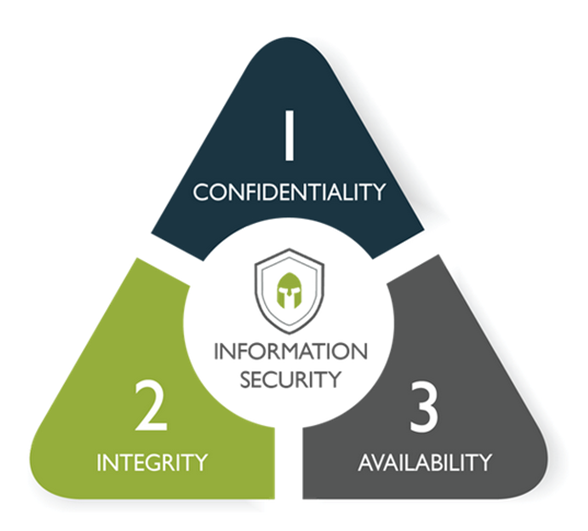 1
CONFIDENTIALITY
INFORMATION
SECURITY
2
INTEGRITY
3
AVAILABILITY